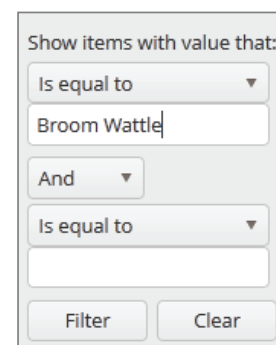 Show items with value that:
Is equal to
Broom Wattle
And
Is equal to
Filter Clear